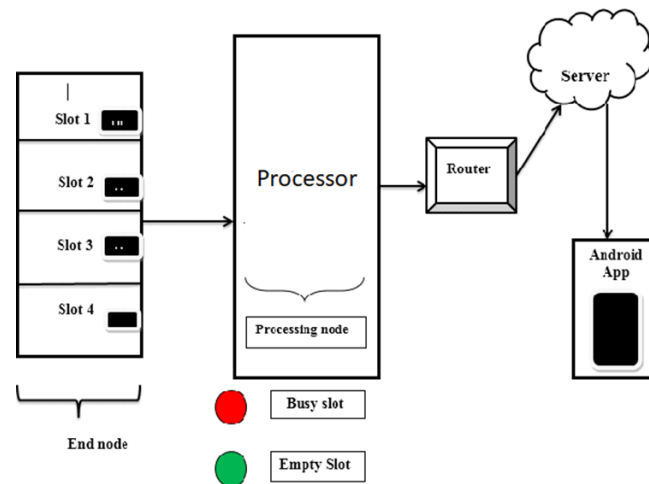 Slot 1
Slot 2
Slot 3
Slot 4
End node
Processor
Processing node
Busy slot
Empty Slot
Router
Server
Android
App